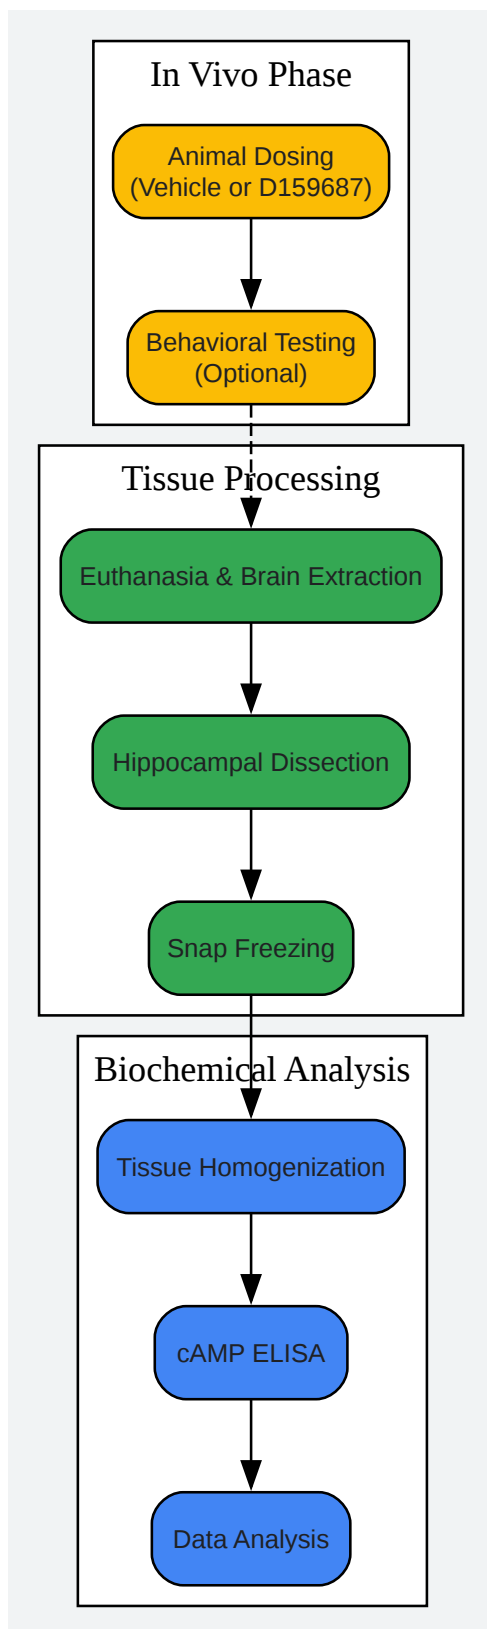 In Vivo Phase
Animal Dosing
(Vehicle or D159687)
Behavioral Testing
(Optional)
Tissue Processing
Euthanasia & Brain Extraction
Hippocampal Dissection
Snap Freezing
Biochemical Analysis
Tissue Homogenization
cAMP ELISA
Data Analysis